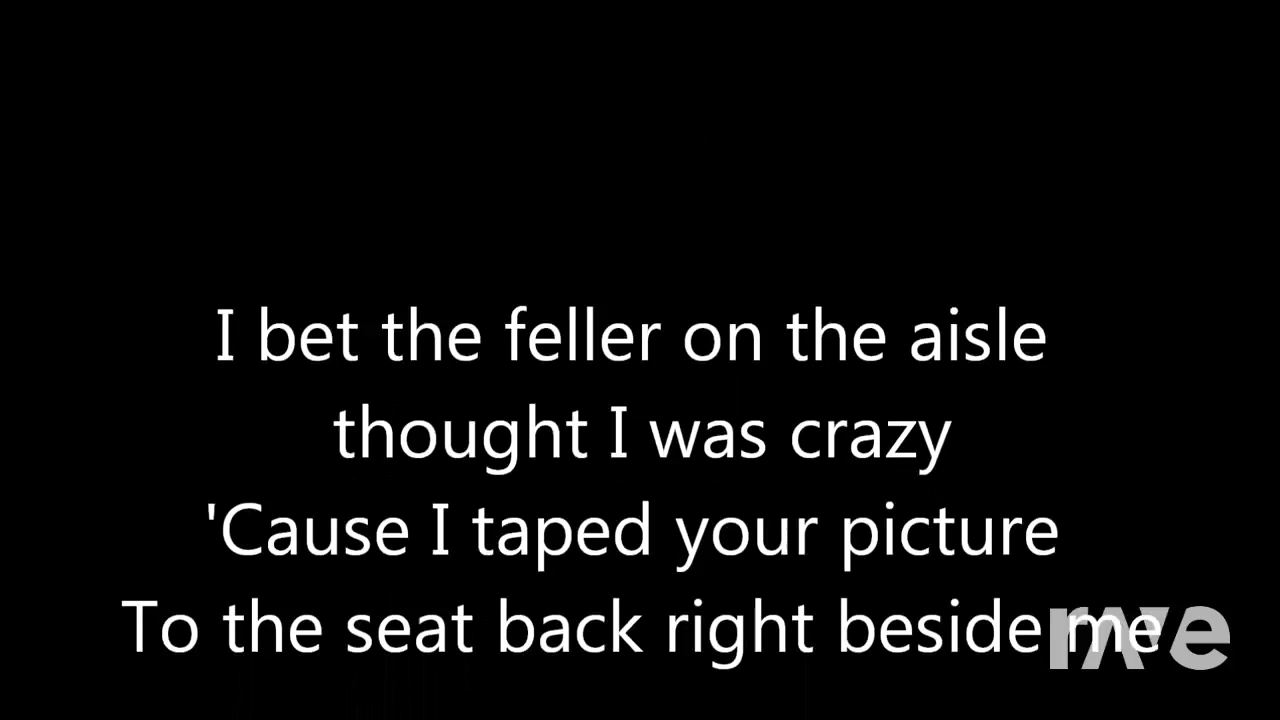 I bet the feller on the aisle
thought I was crazy
'Cause I taped your picture
To the seat back right beside me
rave